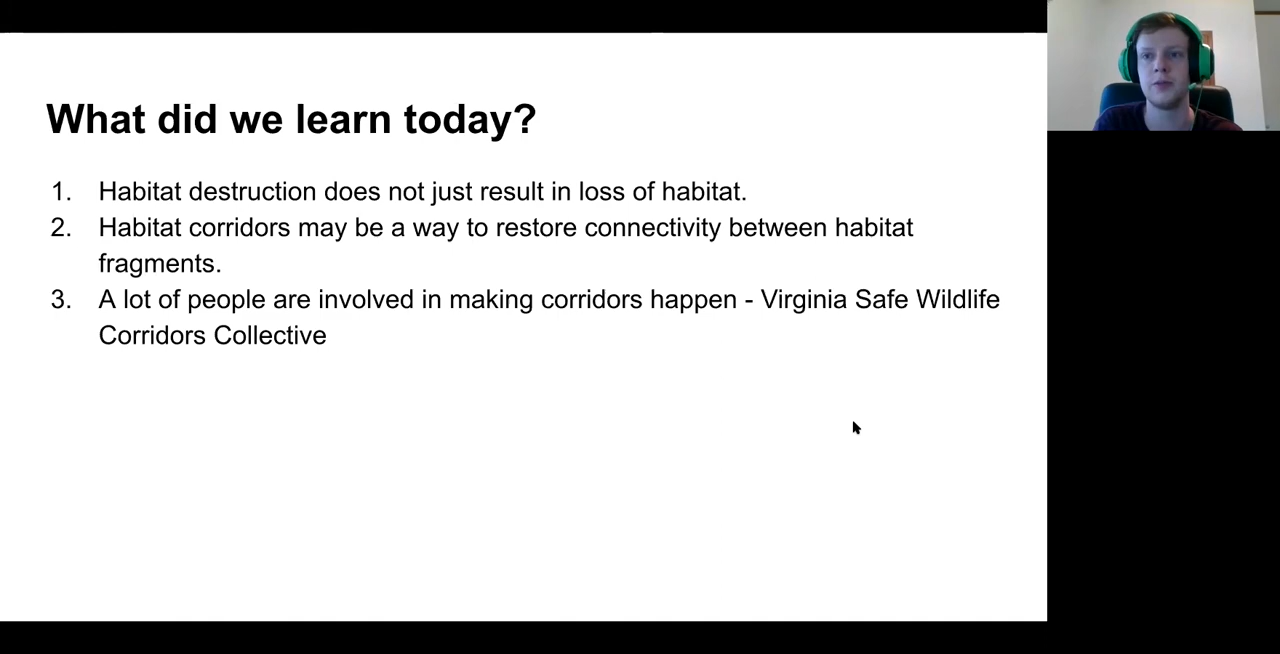 What did we learn today?
1. Habitat destruction does not just result in loss of habitat.
2. Habitat corridors may be a way to restore connectivity between habitat
fragments.
3. A lot of people are involved in making corridors happen - Virginia Safe Wildlife
Corridors Collective